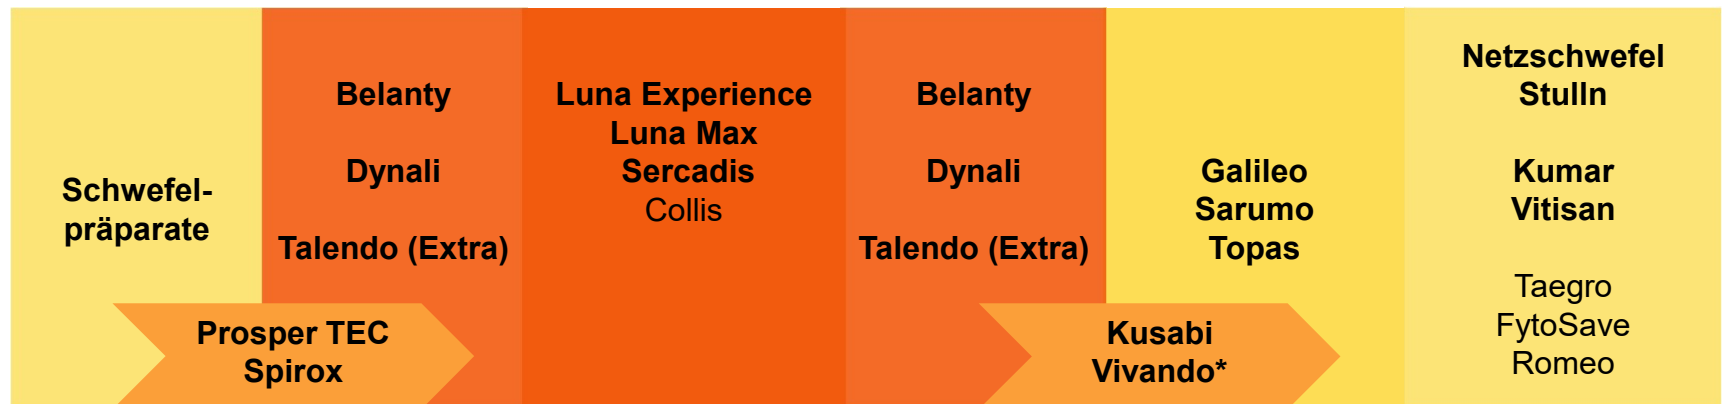 Schwefel-
präparate
Belanty
Dynali
Talendo (Extra)
Prosper TEC
Spirox
Luna Experience
Luna Max
Sercadis
Collis
Belanty
Dynali
Talendo (Extra)
Kusabi
Vivando*
Galileo
Sarumo
Topas
Netzschwefel
Stulln
Kumar
Vitisan
Taegro
FytoSave
Romeo